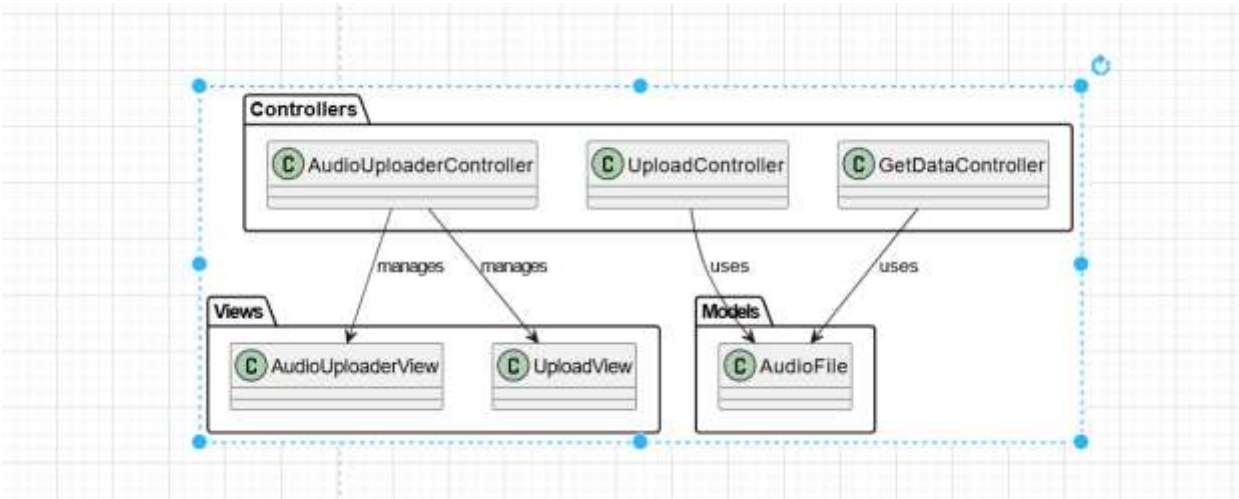 Controllers
C AudioUploaderController
C UploadController
C GetDataController
manages
manages
uses
uses
Views
Models
C AudioUploaderView
C UploadView
C AudioFile